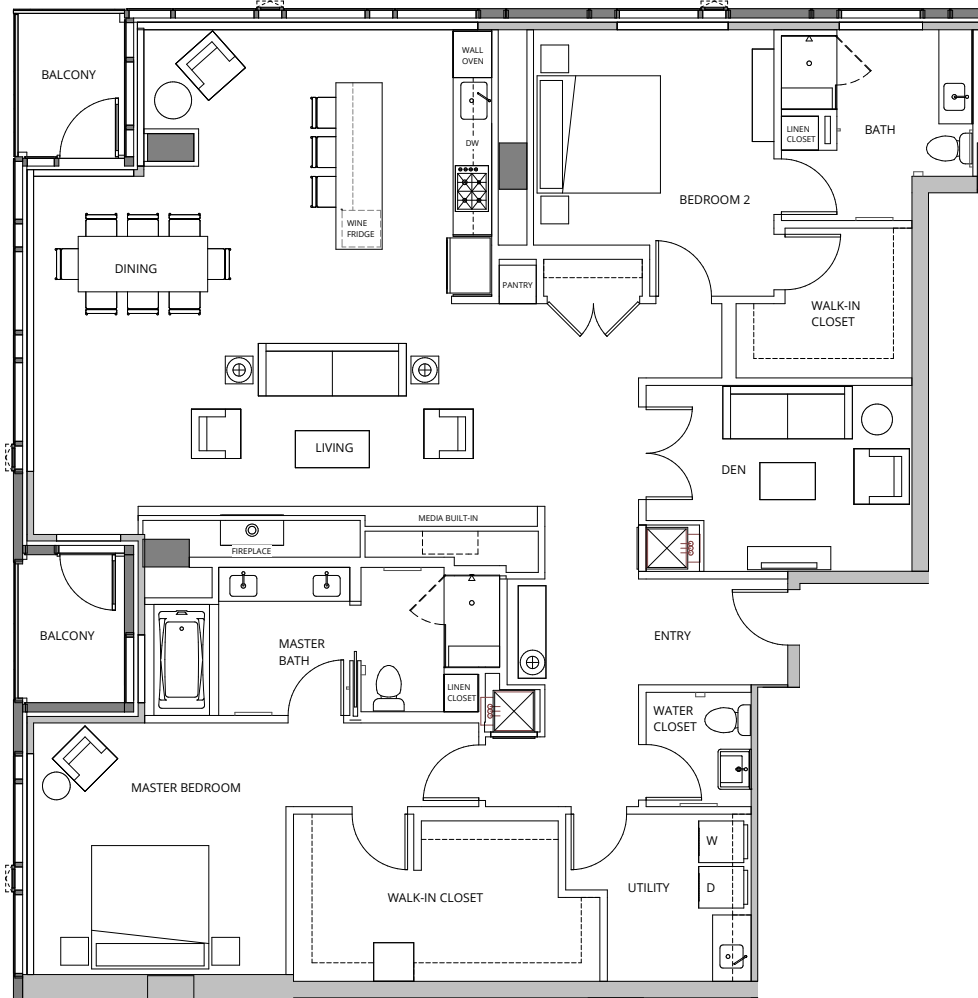 BALCONY
WALL
OVEN
DW
LINEN
CLOSET
BATH
BEDROOM 2
WINE
FRIDGE
DINING
PANTRY
WALK-IN
CLOSET
LIVING
DEN
MEDIA BUILT-IN
FIREPLACE
BALCONY
MASTER
BATH
ENTRY
LINEN
CLOSET
WATER
CLOSET
MASTER BEDROOM
W
D
WALK-IN CLOSET
UTILITY